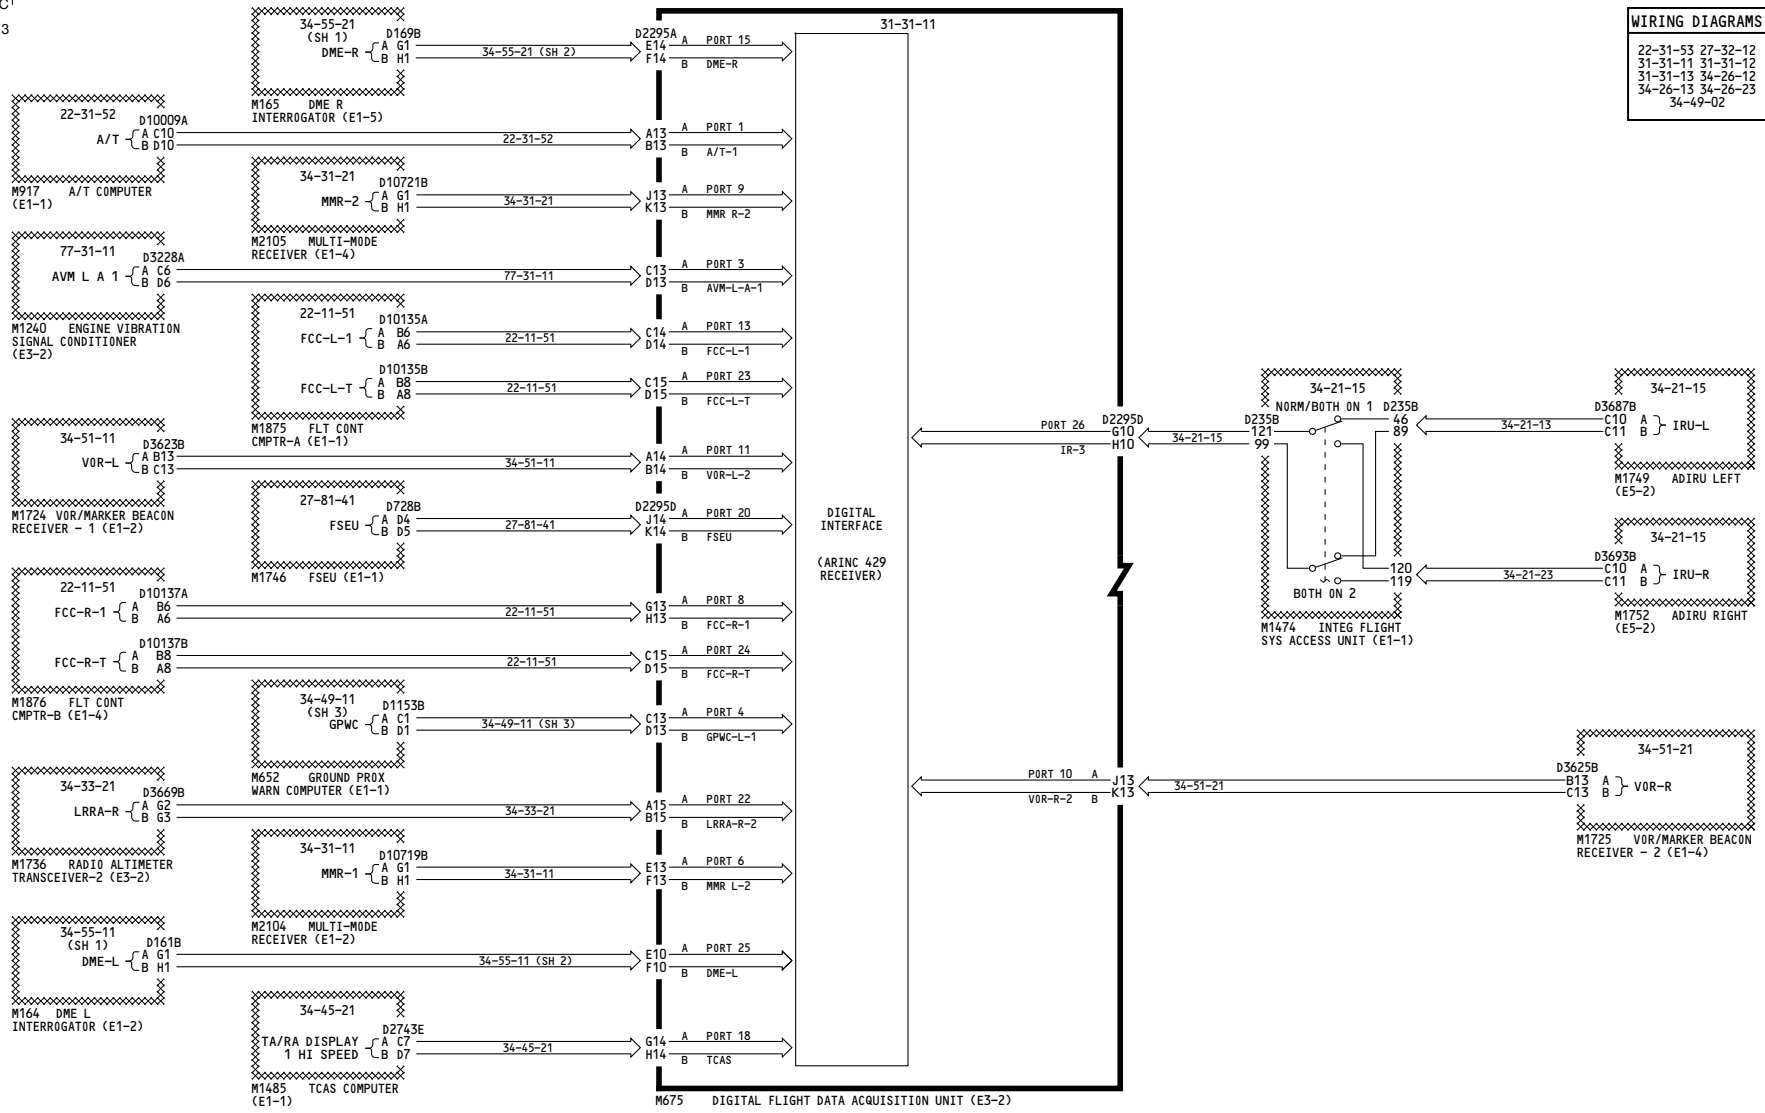 C
3
WIRING DIAGRAMS
22-31-53 27-32-12
31-31-11 31-31-12
31-31-13 34-26-12
34-26-13 34-26-23
34-49-02
31-31-11
34-55-21
(SH 1)
D169B
DME-R
A G1
B H1
34-55-21 (SH 2)
D2295A
E14 A PORT 15
F14 B DME-R
M165 DME R
INTERROGATOR (E1-5)
22-31-52
D10009A
A/T
A C10
B D10
22-31-52
A13 A PORT 1
B13 B A/T-1
M917 A/T COMPUTER
(E1-1)
34-31-21
D10721B
MMR-2
A G1
B H1
34-31-21
J13 A PORT 9
K13 B MMR R-2
M2105 MULTI-MODE
RECEIVER (E1-4)
77-31-11
D3228A
AVM L A 1
A C6
B D6
77-31-11
C13 A PORT 3
D13 B AVM-L-A-1
M1240 ENGINE VIBRATION
SIGNAL CONDITIONER
(E3-2)
22-11-51
D10135A
FCC-L-1
A B6
B A6
22-11-51
C14 A PORT 13
D14 B FCC-L-1
D10135B
FCC-L-T
A B8
B A8
22-11-51
C15 A PORT 23
D15 B FCC-L-T
M1875 FLT CONT
CMPTR-A (E1-1)
34-51-11
D3623B
VOR-L
A B13
B C13
34-51-11
A14 A PORT 11
B14 B VOR-L-2
M1724 VOR/MARKER BEACON
RECEIVER - 1 (E1-2)
27-81-41
D728B
FSEU
A D4
B D5
27-81-41
D2295D
J14 A PORT 20
K14 B FSEU
M1746 FSEU (E1-1)
22-11-51
D10137A
FCC-R-1
A B6
B A6
22-11-51
G13 A PORT 8
H13 B FCC-R-1
D10137B
FCC-R-T
A B8
B A8
22-11-51
C15 A PORT 24
D15 B FCC-R-T
M1876 FLT CONT
CMPTR-B (E1-4)
34-49-11
(SH 3)
D1153B
GPWC
A C1
B D1
34-49-11 (SH 3)
C13 A PORT 4
D13 B GPWC-L-1
M652 GROUND PROX
WARN COMPUTER (E1-1)
34-33-21
D3669B
LRRA-R
A G2
B G3
34-33-21
A15 A PORT 22
B15 B LRRA-R-2
M1736 RADIO ALTIMETER
TRANSCEIVER-2 (E3-2)
34-31-11
D10719B
MMR-1
A G1
B H1
34-31-11
E13 A PORT 6
F13 B MMR L-2
M2104 MULTI-MODE
RECEIVER (E1-2)
34-55-11
(SH 1)
D161B
DME-L
A G1
B H1
34-55-11 (SH 2)
E10 A PORT 25
F10 B DME-L
M164 DME L
INTERROGATOR (E1-2)
34-45-21
D2743E
TA/RA DISPLAY
1 HI SPEED
A C7
B D7
34-45-21
G14 A PORT 18
H14 B TCAS
M1485 TCAS COMPUTER
(E1-1)
DIGITAL
INTERFACE
(ARINC 429
RECEIVER)
M675 DIGITAL FLIGHT DATA ACQUISITION UNIT (E3-2)
PORT 26
IR-3
D2295D
G10
H10
34-21-15
34-21-15
NORM/BOTH ON 1
D235B
121
99
D235B
46
89
120
119
BOTH ON 2
M1474 INTEG FLIGHT
SYS ACCESS UNIT (E1-1)
34-21-13
34-21-15
D3687B
C10 A
C11 B
IRU-L
M1749 ADIRU LEFT
(E5-2)
34-21-23
34-21-15
D3693B
C10 A
C11 B
IRU-R
M1752 ADIRU RIGHT
(E5-2)
PORT 10 A
VOR-R-2 B
J13
K13
34-51-21
34-51-21
D3625B
B13 A
C13 B
VOR-R
M1725 VOR/MARKER BEACON
RECEIVER - 2 (E1-4)